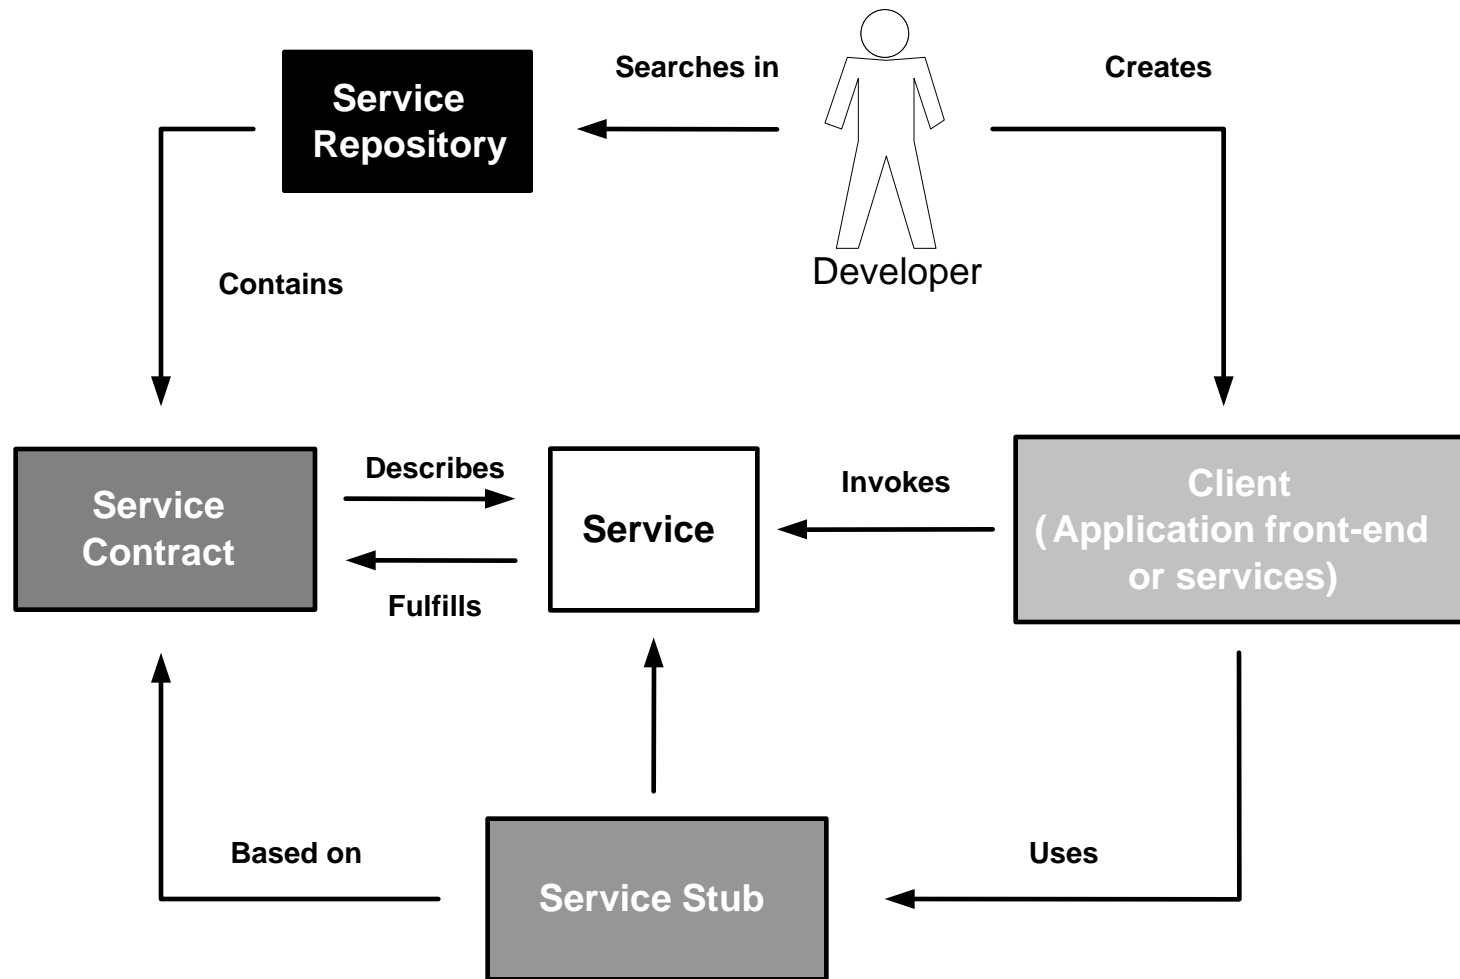 Searches in
Creates
Service
Repository
Developer
Contains
Describes
Invokes
Client
( Application front-end
or services)
Service
Contract
Service
Fulfills
Based on
Uses
Service Stub